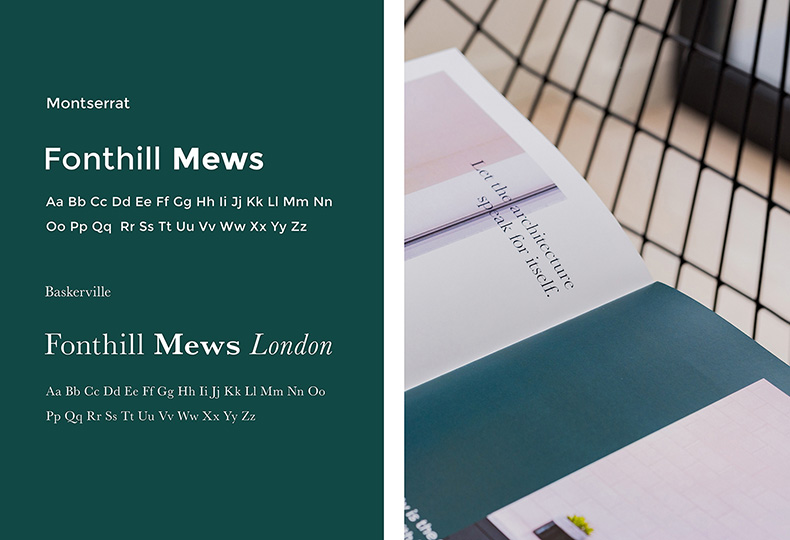 Montserrat
Fonthill Mews
Aa Bb Cc Dd Ee Ff Gg Hh Ii Jj Kk Ll Mm Nn
Oo Pp Qq Rr Ss Tt Uu Vv Ww Xx Yy Zz
Baskerville
Fonthill Mews London
Aa Bb Cc Dd Ee Ff Gg Hh Ii Jj Kk Ll Mm Nn Oo
Pp Qq Rr Ss Tt Uu Vv Ww Xx Yy Zz
Let the architecture
speak for itself.
is the